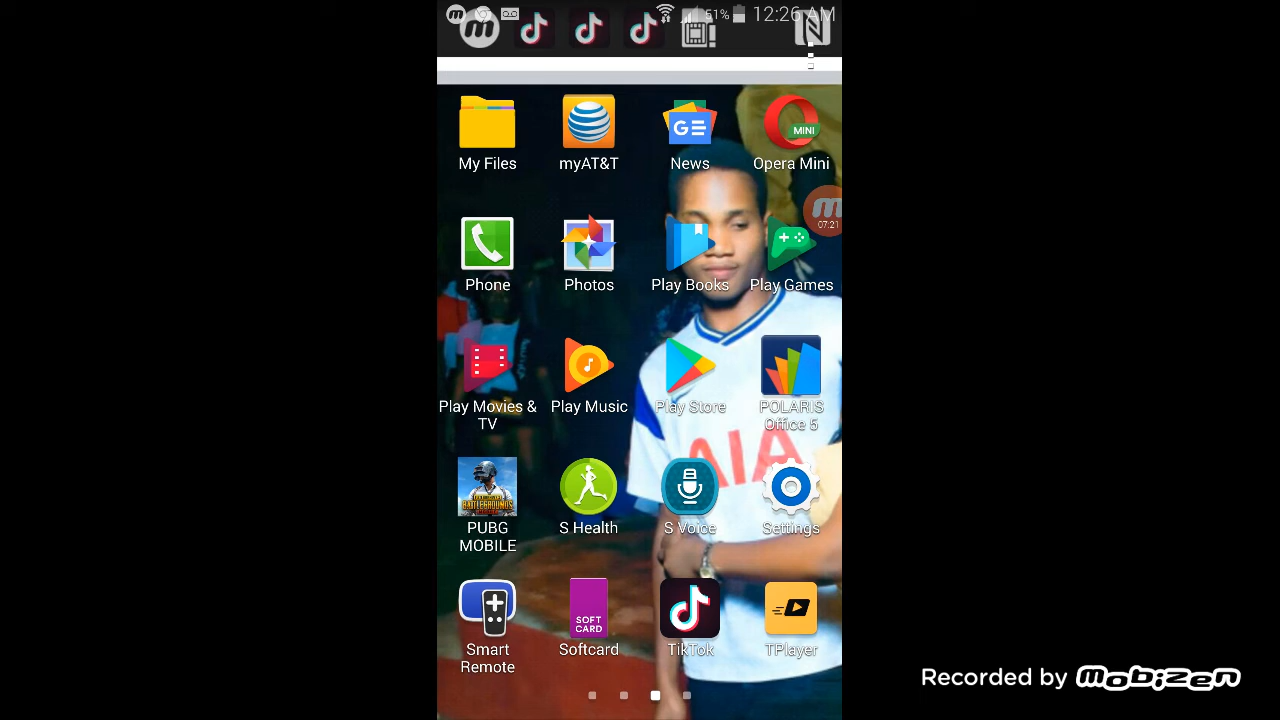 51% 12:26 AM
My Files myAT&T News Opera Mini
MINI
07:21
Phone Photos Play Books Play Games
Play Movies & TV Play Music Play Store POLARIS Office 5
AIA
PUBG MOBILE S Health S Voice Settings
SOFT CARD
Smart Remote Softcard TikTok TPlayer
Recorded by mobizen